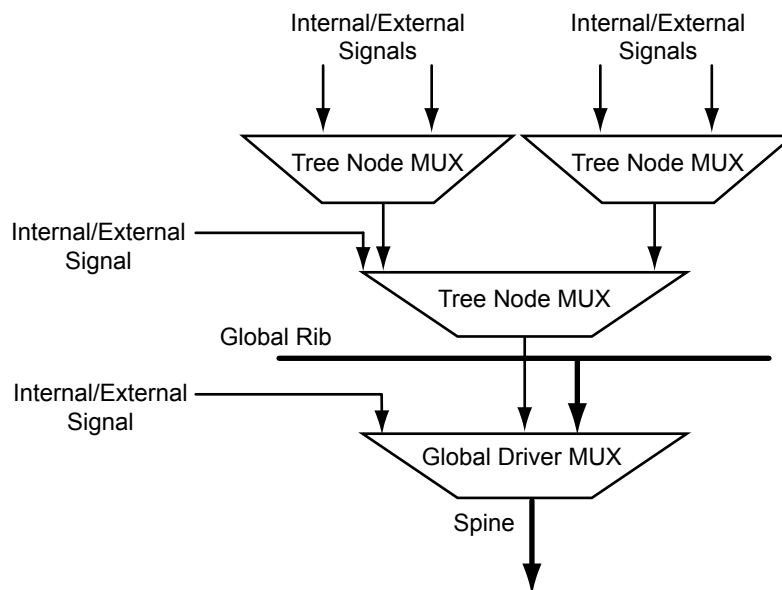 Internal/External
Signals
Internal/External
Signals
Tree Node MUX
Tree Node MUX
Internal/External
Signal
Tree Node MUX
Global Rib
Internal/External
Signal
Global Driver MUX
Spine